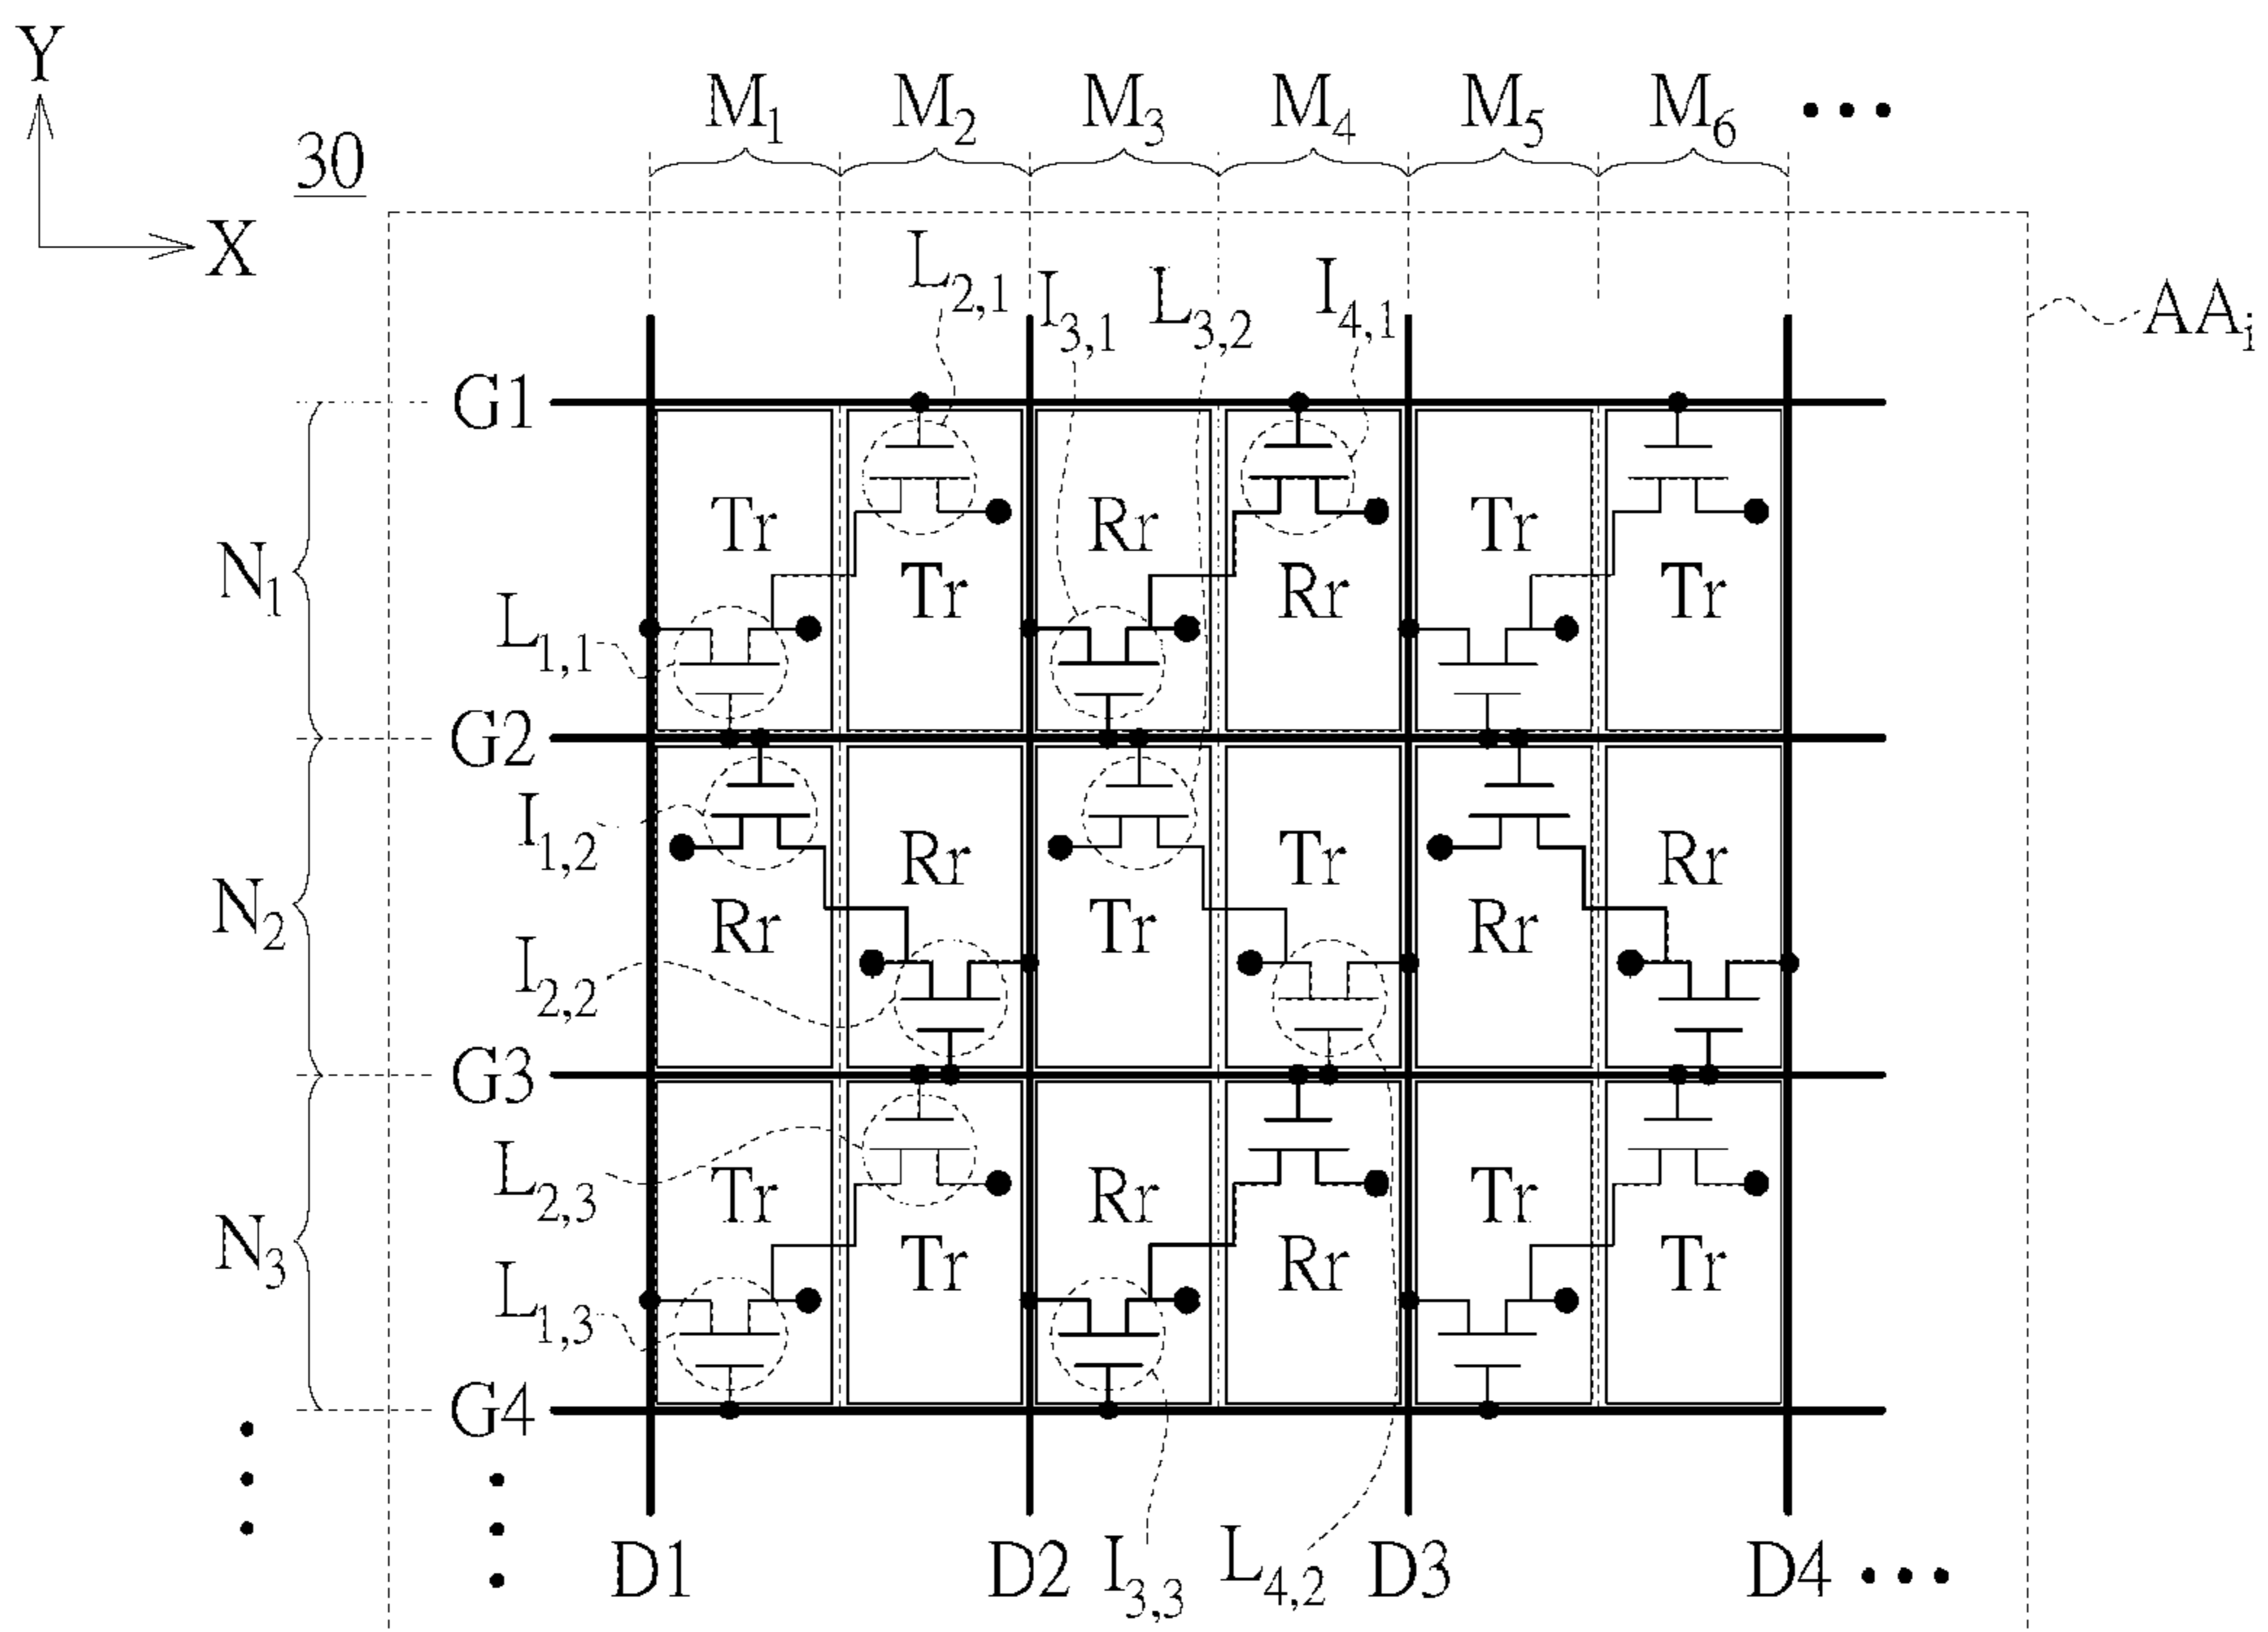 Y
M1 M2 M3 M4 M5 M6 ...
30
X
L2,1 I3,1 L3,2 I4,1
AAi
G1
Tr Rr Tr
N1
Tr Rr Tr
L1,1
G2
I1,2
Rr Tr Rr
N2
Rr Tr Rr
I2,2
G3
L2,3
Tr Rr Tr
N3
Tr Rr Tr
L1,3
G4
D1 D2 I3,3 L4,2 D3 D4 ...